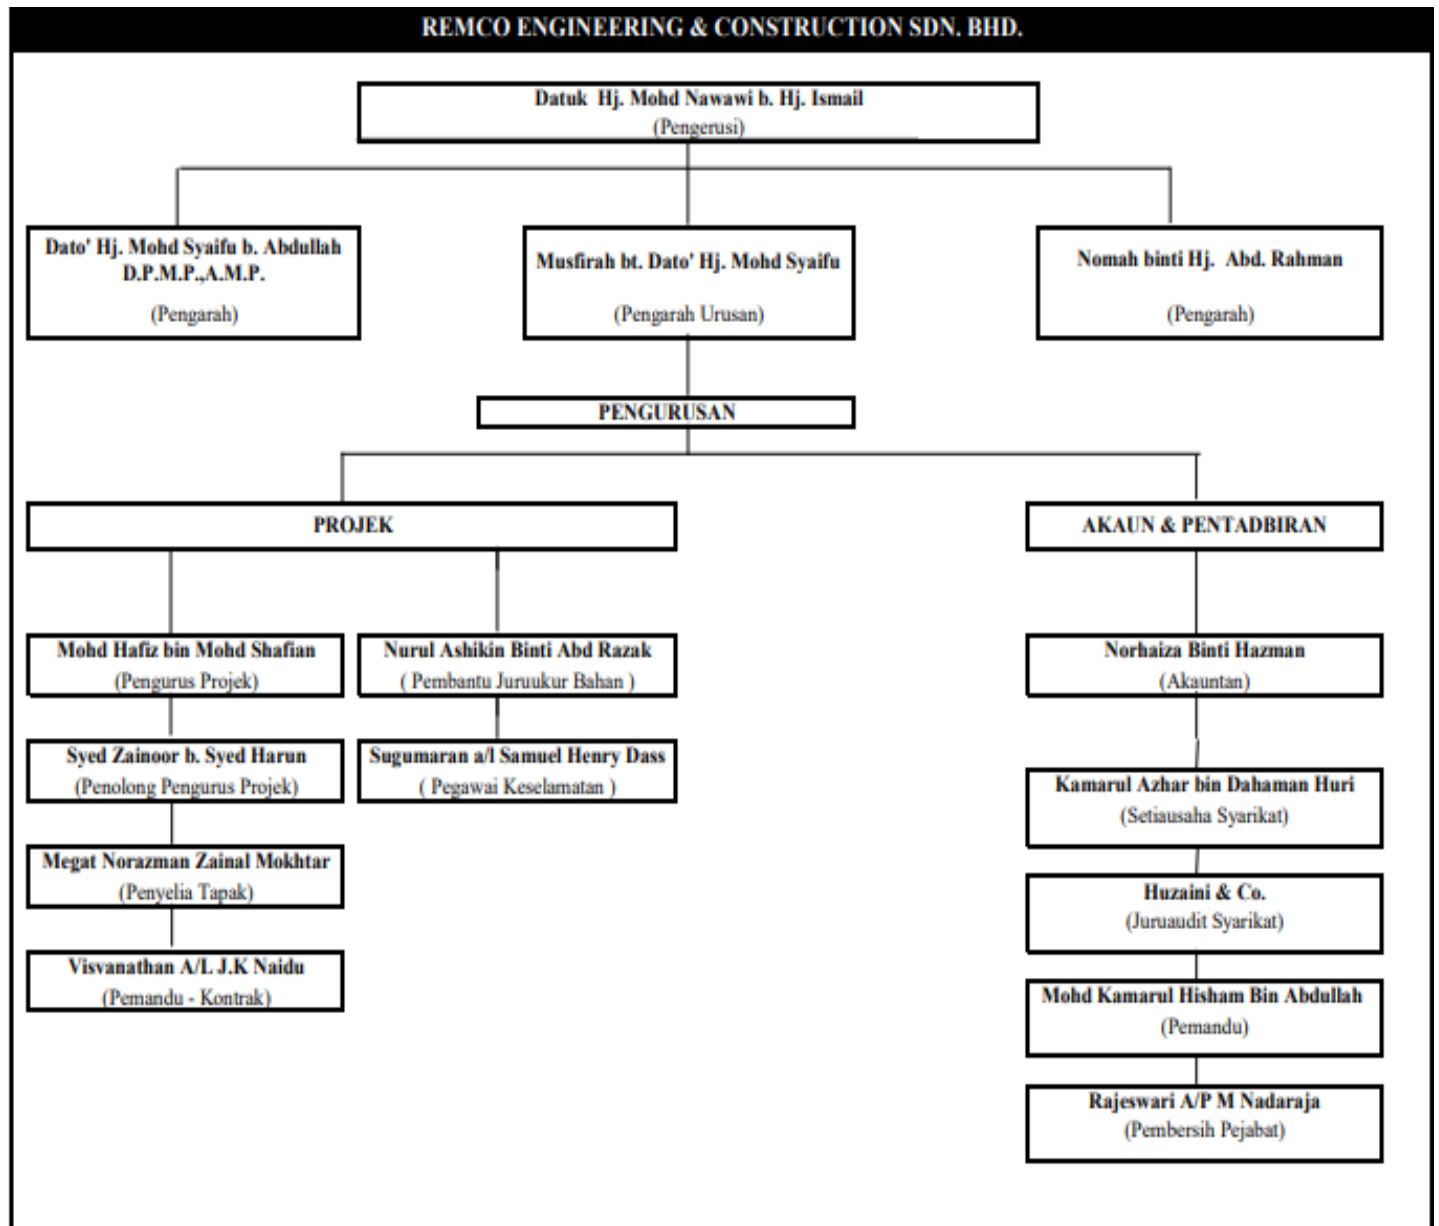 REMCO ENGINEERING & CONSTRUCTION SDN. BHD.
Datuk Hj. Mohd Nawawi b. Hj. Ismail
(Pengerusi)
Dato' Hj. Mohd Syaifu b. Abdullah
D.P.M.P.,A.M.P.
(Pengarah)
Musfirah bt. Dato' Hj. Mohd Syaifu
(Pengarah Urusan)
Nomah binti Hj. Abd. Rahman
(Pengarah)
PENGURUSAN
PROJEK
AKAUN & PENTADBIRAN
Mohd Hafiz bin Mohd Shafian
(Pengurus Projek)
Nurul Ashikin Binti Abd Razak
( Pembantu Juruukur Bahan )
Norhaiza Binti Hazman
(Akauntan)
Syed Zainoor b. Syed Harun
(Penolong Pengurus Projek)
Sugumaran a/l Samuel Henry Dass
( Pegawai Keselamatan )
Kamarul Azhar bin Dahaman Huri
(Setiausaha Syarikat)
Megat Norazman Zainal Mokhtar
(Penyelia Tapak)
Huzaini & Co.
(Juruaudit Syarikat)
Visvanathan A/L J.K Naidu
(Pemandu - Kontrak)
Mohd Kamarul Hisham Bin Abdullah
(Pemandu)
Rajeswari A/P M Nadaraja
(Pembersih Pejabat)